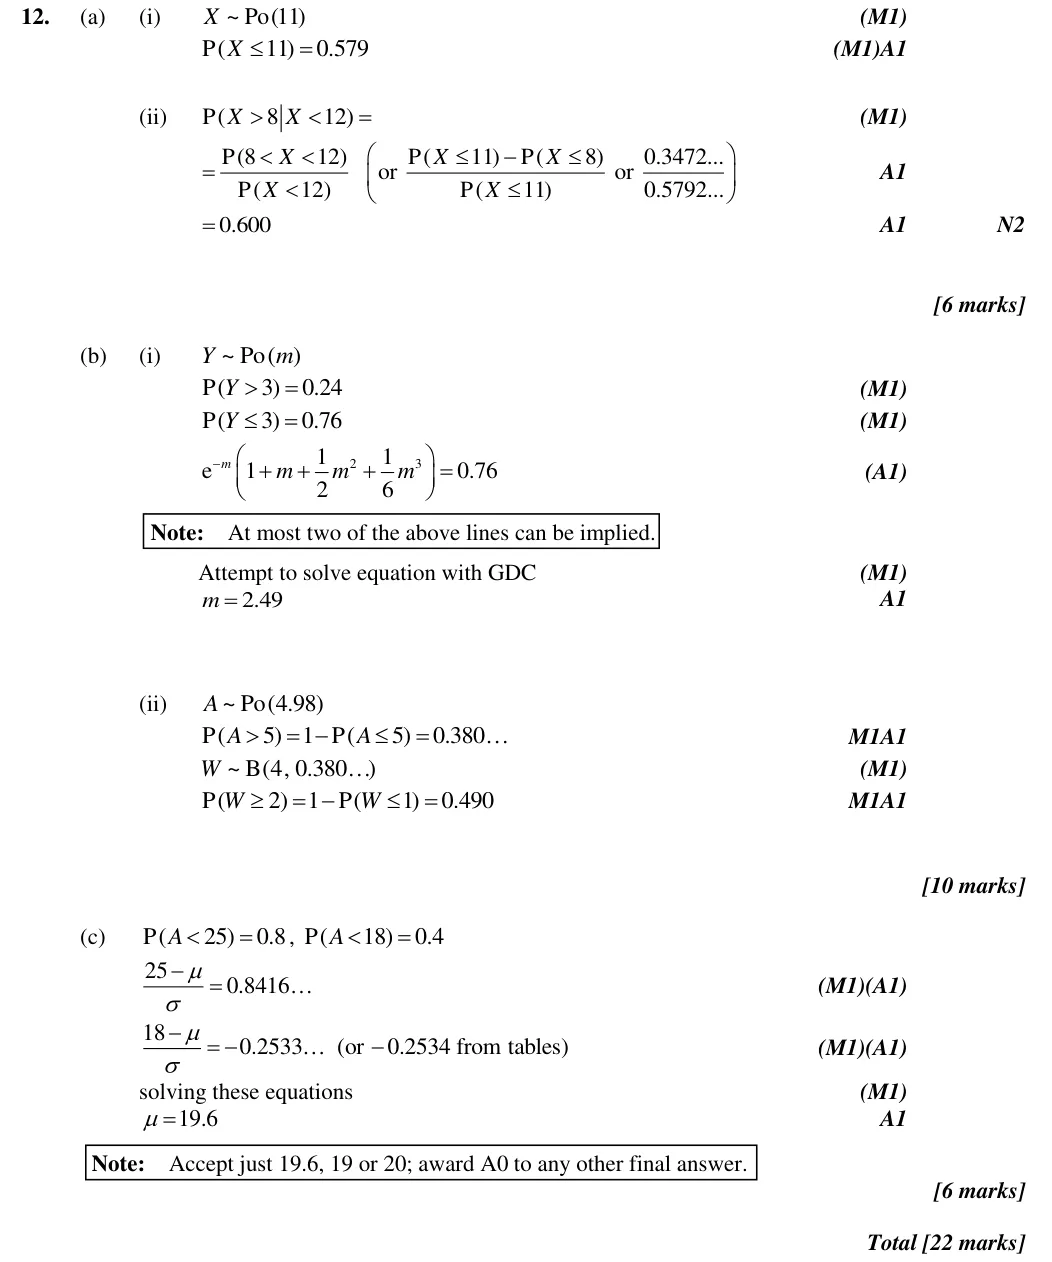 12. (a) (i) X ~ Po(11) (M1)
P(X ≤ 11) = 0.579 (M1)A1
(ii) P(X > 8|X < 12) = (M1)
= P(8 < X < 12) / P(X < 12) (or P(X ≤ 11) − P(X ≤ 8) / P(X ≤ 11) or 0.3472... / 0.5792...) A1
= 0.600 A1 N2
[6 marks]
(b) (i) Y ~ Po(m)
P(Y > 3) = 0.24 (M1)
P(Y ≤ 3) = 0.76 (M1)
e⁻ᵐ(1 + m + 1/2 m² + 1/6 m³) = 0.76 (A1)
Note: At most two of the above lines can be implied.
Attempt to solve equation with GDC (M1)
m = 2.49 A1
(ii) A ~ Po(4.98)
P(A > 5) = 1 − P(A ≤ 5) = 0.380… M1A1
W ~ B(4, 0.380…) (M1)
P(W ≥ 2) = 1 − P(W ≤ 1) = 0.490 M1A1
[10 marks]
(c) P(A < 25) = 0.8, P(A < 18) = 0.4
25 − μ / σ = 0.8416… (M1)(A1)
18 − μ / σ = −0.2533… (or −0.2534 from tables) (M1)(A1)
solving these equations (M1)
μ = 19.6 A1
Note: Accept just 19.6, 19 or 20; award A0 to any other final answer.
[6 marks]
Total [22 marks]